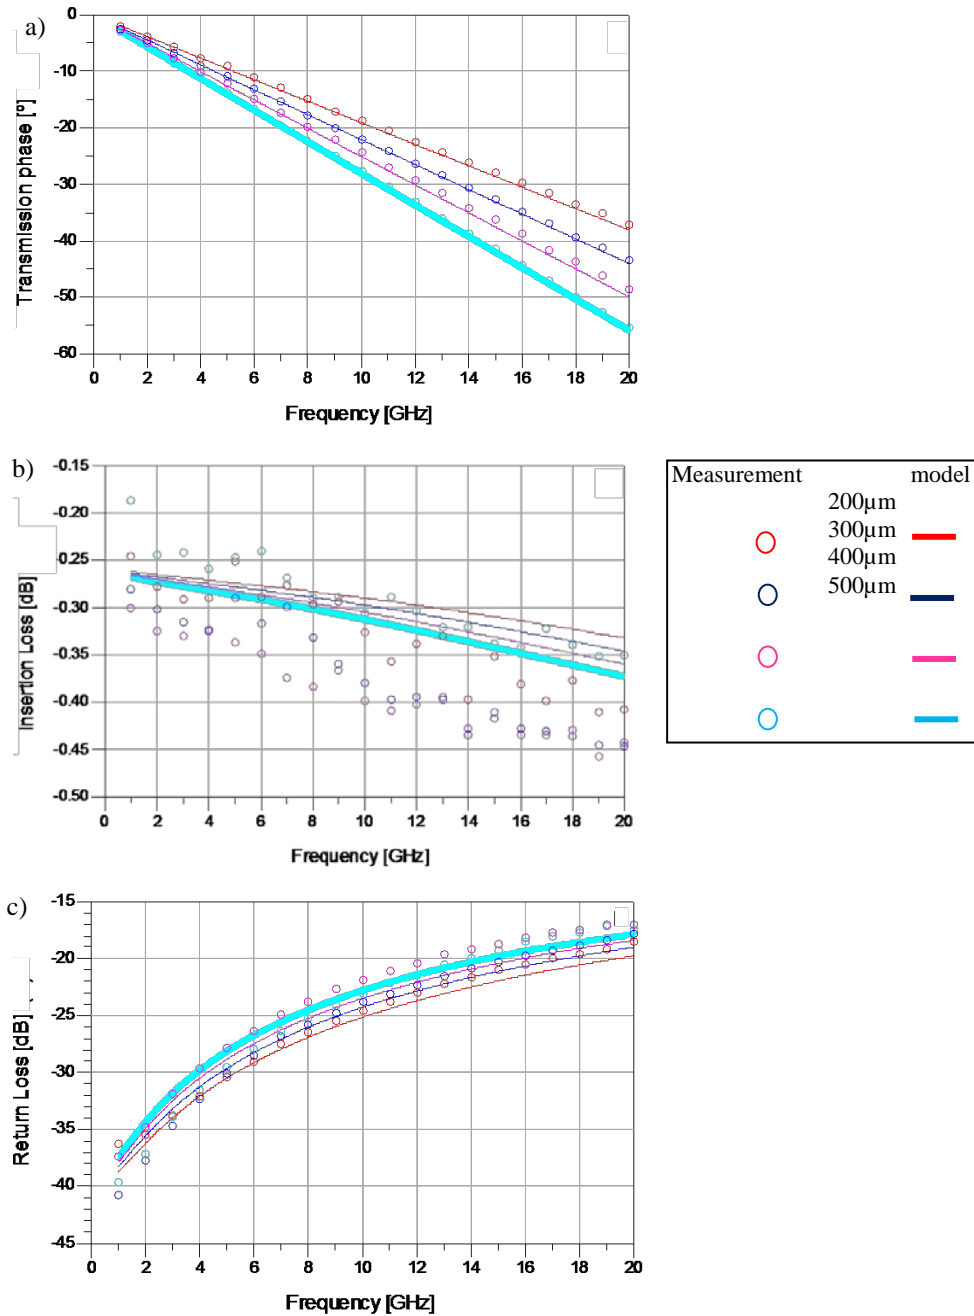 a)
0
-10
-20
-30
-40
-50
-60
Transmission phase [º]
0 2 4 6 8 10 12 14 16 18 20
Frequency [GHz]
b)
-0.15
-0.20
-0.25
-0.30
-0.35
-0.40
-0.45
-0.50
Insertion Loss [dB]
0 2 4 6 8 10 12 14 16 18 20
Frequency [GHz]
Measurement model
200µm
300µm
400µm
500µm
c)
-15
-20
-25
-30
-35
-40
-45
Return Loss [dB]
0 2 4 6 8 10 12 14 16 18 20
Frequency [GHz]